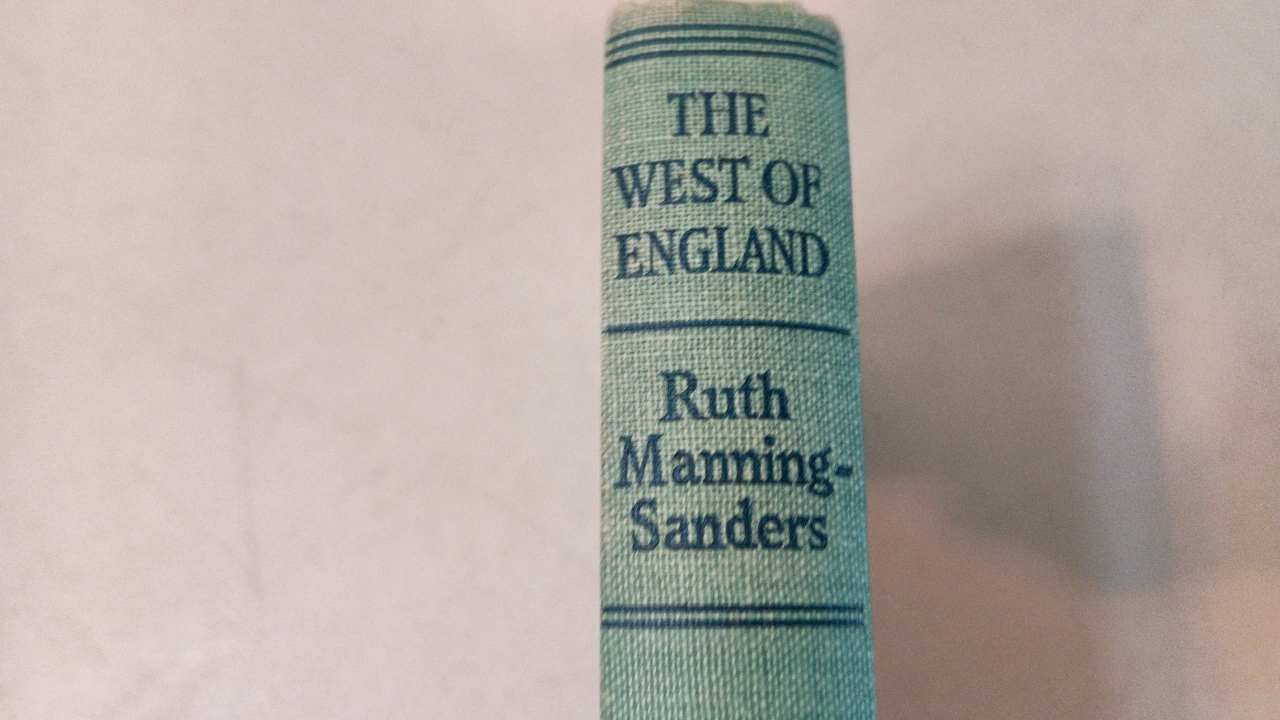 THE
WEST OF
ENGLAND
Ruth
Manning-
Sanders